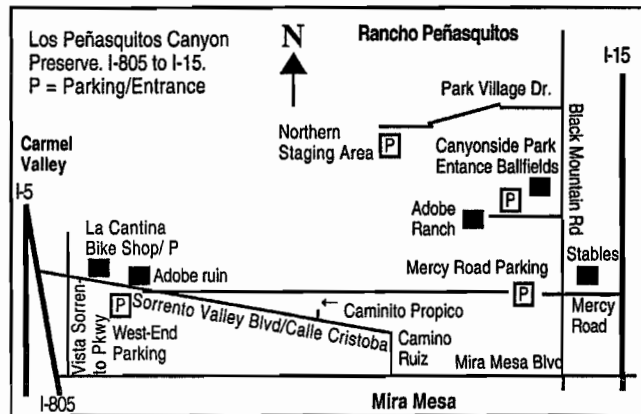 Los Peñasquitos Canyon
Preserve. I-805 to I-15.
P = Parking/Entrance
N
Rancho Peñasquitos
I-15
Park Village Dr.
Northern
Staging Area
P
Black Mountain Rd
Canyonside Park
Entance Ballfields
P
Adobe
Ranch
Carmel
Valley
I-5
La Cantina
Bike Shop/ P
Adobe ruin
Mercy Road Parking
P
Stables
Mercy
Road
Vista Sorren-
to Pkwy
P
West-End
Parking
Sorrento Valley Blvd/Calle Cristoba
← Caminito Propico
Camino
Ruiz
Mira Mesa Blvd
I-805
Mira Mesa